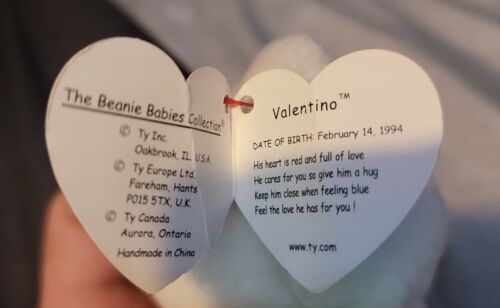 The Beanie Babies Collection®
© Ty Inc.
Oakbrook, IL. U.S.A.
© Ty Europe Ltd.
Fareham, Hants
PO15 5TX, U.K.
© Ty Canada
Aurora, Ontario
Handmade in China
Valentino™
DATE OF BIRTH: February 14, 1994
His heart is red and full of love
He cares for you so give him a hug
Keep him close when feeling blue
Feel the love he has for you !
www.ty.com